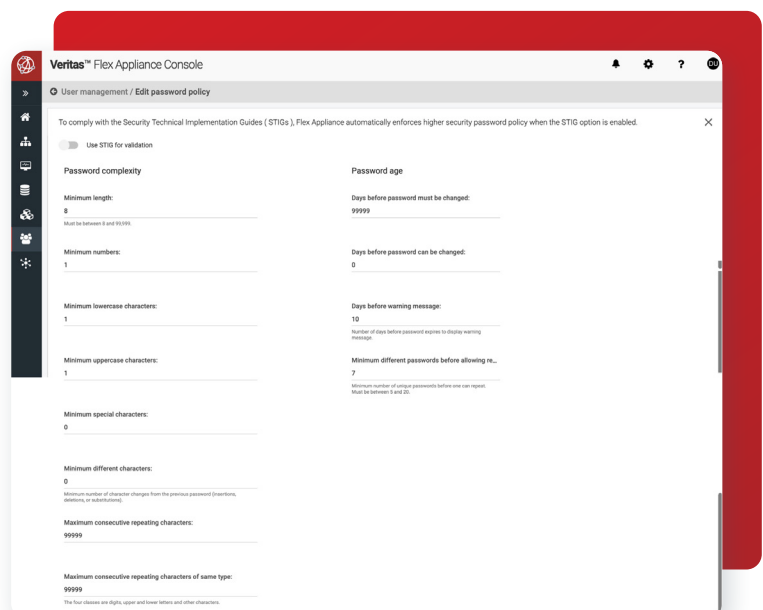 Veritas™ Flex Appliance Console
DU
User management / Edit password policy
To comply with the Security Technical Implementation Guides ( STIGs ), Flex Appliance automatically enforces higher security password policy when the STIG option is enabled.
Use STIG for validation
Password complexity
Minimum length:
8
Must be between 8 and 99,999.
Minimum numbers:
1
Minimum lowercase characters:
1
Minimum uppercase characters:
1
Minimum special characters:
0
Minimum different characters:
0
Minimum number of character changes from the previous password (insertions,
deletions, or substitutions).
Maximum consecutive repeating characters:
99999
Maximum consecutive repeating characters of same type:
99999
The four classes are digits, upper and lower letters and other characters.
Password age
Days before password must be changed:
99999
Days before password can be changed:
0
Days before warning message:
10
Number of days before password expires to display warning
message.
Minimum different passwords before allowing re...
7
Minimum number of unique passwords before one can repeat.
Must be between 5 and 20.